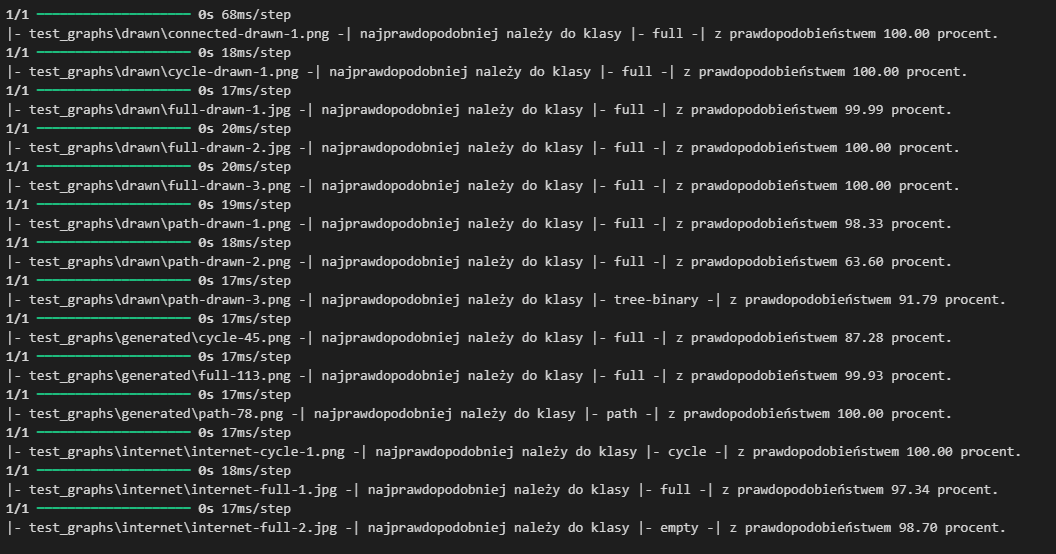 1/1 ━━━━━━━━━━━━━━━━━━━━ 0s 68ms/step
|- test_graphs\drawn\connected-drawn-1.png -| najprawdopodobniej należy do klasy |- full -| z prawdopodobieństwem 100.00 procent.
1/1 ━━━━━━━━━━━━━━━━━━━━ 0s 18ms/step
|- test_graphs\drawn\cycle-drawn-1.png -| najprawdopodobniej należy do klasy |- full -| z prawdopodobieństwem 100.00 procent.
1/1 ━━━━━━━━━━━━━━━━━━━━ 0s 17ms/step
|- test_graphs\drawn\full-drawn-1.jpg -| najprawdopodobniej należy do klasy |- full -| z prawdopodobieństwem 99.99 procent.
1/1 ━━━━━━━━━━━━━━━━━━━━ 0s 20ms/step
|- test_graphs\drawn\full-drawn-2.jpg -| najprawdopodobniej należy do klasy |- full -| z prawdopodobieństwem 100.00 procent.
1/1 ━━━━━━━━━━━━━━━━━━━━ 0s 20ms/step
|- test_graphs\drawn\full-drawn-3.png -| najprawdopodobniej należy do klasy |- full -| z prawdopodobieństwem 100.00 procent.
1/1 ━━━━━━━━━━━━━━━━━━━━ 0s 19ms/step
|- test_graphs\drawn\path-drawn-1.png -| najprawdopodobniej należy do klasy |- full -| z prawdopodobieństwem 98.33 procent.
1/1 ━━━━━━━━━━━━━━━━━━━━ 0s 18ms/step
|- test_graphs\drawn\path-drawn-2.png -| najprawdopodobniej należy do klasy |- full -| z prawdopodobieństwem 63.60 procent.
1/1 ━━━━━━━━━━━━━━━━━━━━ 0s 17ms/step
|- test_graphs\drawn\path-drawn-3.png -| najprawdopodobniej należy do klasy |- tree-binary -| z prawdopodobieństwem 91.79 procent.
1/1 ━━━━━━━━━━━━━━━━━━━━ 0s 17ms/step
|- test_graphs\generated\cycle-45.png -| najprawdopodobniej należy do klasy |- full -| z prawdopodobieństwem 87.28 procent.
1/1 ━━━━━━━━━━━━━━━━━━━━ 0s 17ms/step
|- test_graphs\generated\full-113.png -| najprawdopodobniej należy do klasy |- full -| z prawdopodobieństwem 99.93 procent.
1/1 ━━━━━━━━━━━━━━━━━━━━ 0s 17ms/step
|- test_graphs\generated\path-78.png -| najprawdopodobniej należy do klasy |- path -| z prawdopodobieństwem 100.00 procent.
1/1 ━━━━━━━━━━━━━━━━━━━━ 0s 17ms/step
|- test_graphs\internet\internet-cycle-1.png -| najprawdopodobniej należy do klasy |- cycle -| z prawdopodobieństwem 100.00 procent.
1/1 ━━━━━━━━━━━━━━━━━━━━ 0s 18ms/step
|- test_graphs\internet\internet-full-1.jpg -| najprawdopodobniej należy do klasy |- full -| z prawdopodobieństwem 97.34 procent.
1/1 ━━━━━━━━━━━━━━━━━━━━ 0s 17ms/step
|- test_graphs\internet\internet-full-2.jpg -| najprawdopodobniej należy do klasy |- empty -| z prawdopodobieństwem 98.70 procent.